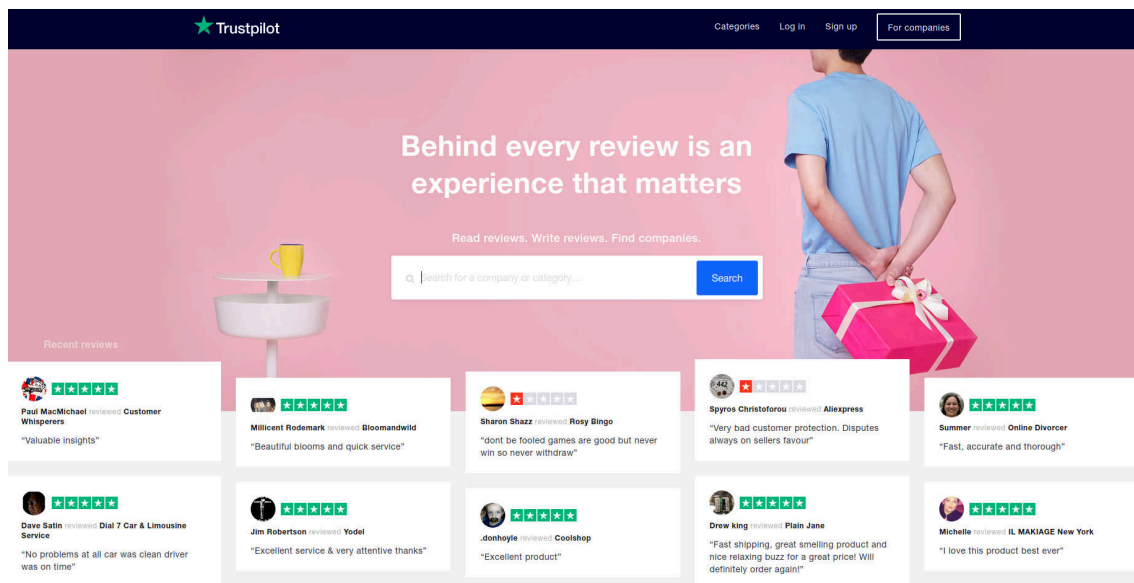 Trustpilot
Categories
Log in
Sign up
For companies
Behind every review is an
experience that matters
Read reviews. Write reviews. Find companies.
Search for a company or category...
Search
Recent reviews
Paul MacMichael reviewed Customer
Whisperers
“Valuable insights”
Millicent Rodemark reviewed Bloomandwild
“Beautiful blooms and quick service”
Sharon Shazz reviewed Rosy Bingo
“dont be fooled games are good but never
win so never withdraw”
442
Spyros Christoforou reviewed Aliexpress
“Very bad customer protection. Disputes
always on sellers favour”
Summer reviewed Online Divorcer
“Fast, accurate and thorough”
Dave Satin reviewed Dial 7 Car & Limousine
Service
“No problems at all car was clean driver
was on time”
Jim Robertson reviewed Yodel
“Excellent service & very attentive thanks”
.donhoyle reviewed Coolshop
“Excellent product”
Drew king reviewed Plain Jane
“Fast shipping, great smelling product and
nice relaxing buzz for a great price! Will
definitely order again!”
Michelle reviewed IL MAKIAGE New York
“I love this product best ever”